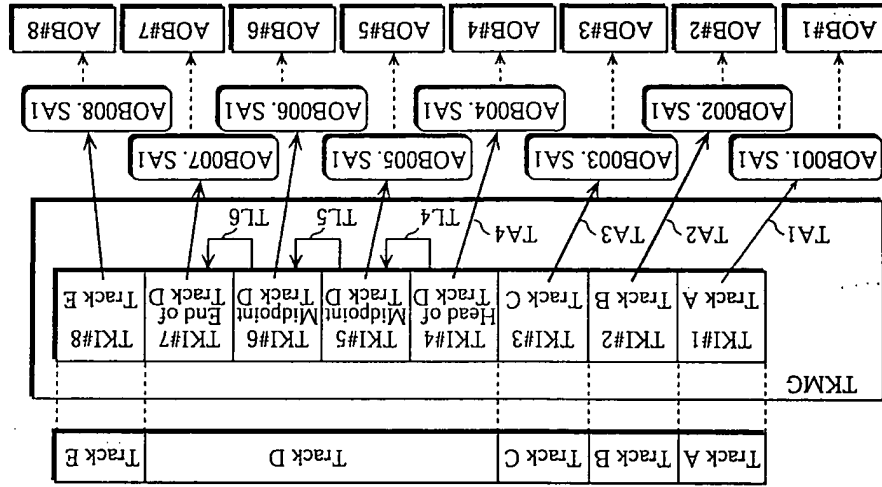 Track A Track B Track C Track D Track E
TKMG
TKI#1 Track A
TKI#2 Track B
TKI#3 Track C
TKI#4 Head of Track D
TKI#5 Midpoint Track D
TKI#6 Midpoint Track D
TKI#7 End of Track D
TKI#8 Track E
TA1 TA2 TA3 TA4 TL4 TL5 TL6
AOB001. SA1 AOB003. SA1 AOB005. SA1 AOB007. SA1
AOB002. SA1 AOB004. SA1 AOB006. SA1 AOB008. SA1
AOB#1 AOB#2 AOB#3 AOB#4 AOB#5 AOB#6 AOB#7 AOB#8